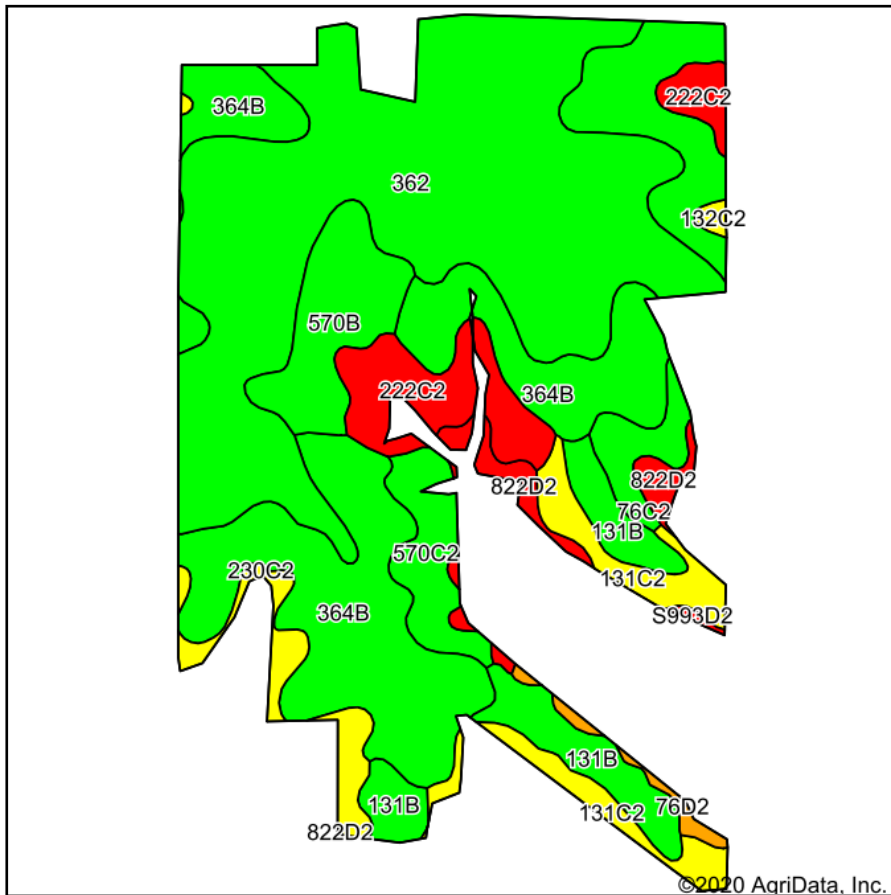 222C2
364B
362
132C2
570B
222C2
364B
822D2
822D2
76C2
131B
570C2
230C2
131C2
364B
S993D2
131B
131B
76D2
131C2
822D2
©2020 AgriData, Inc.